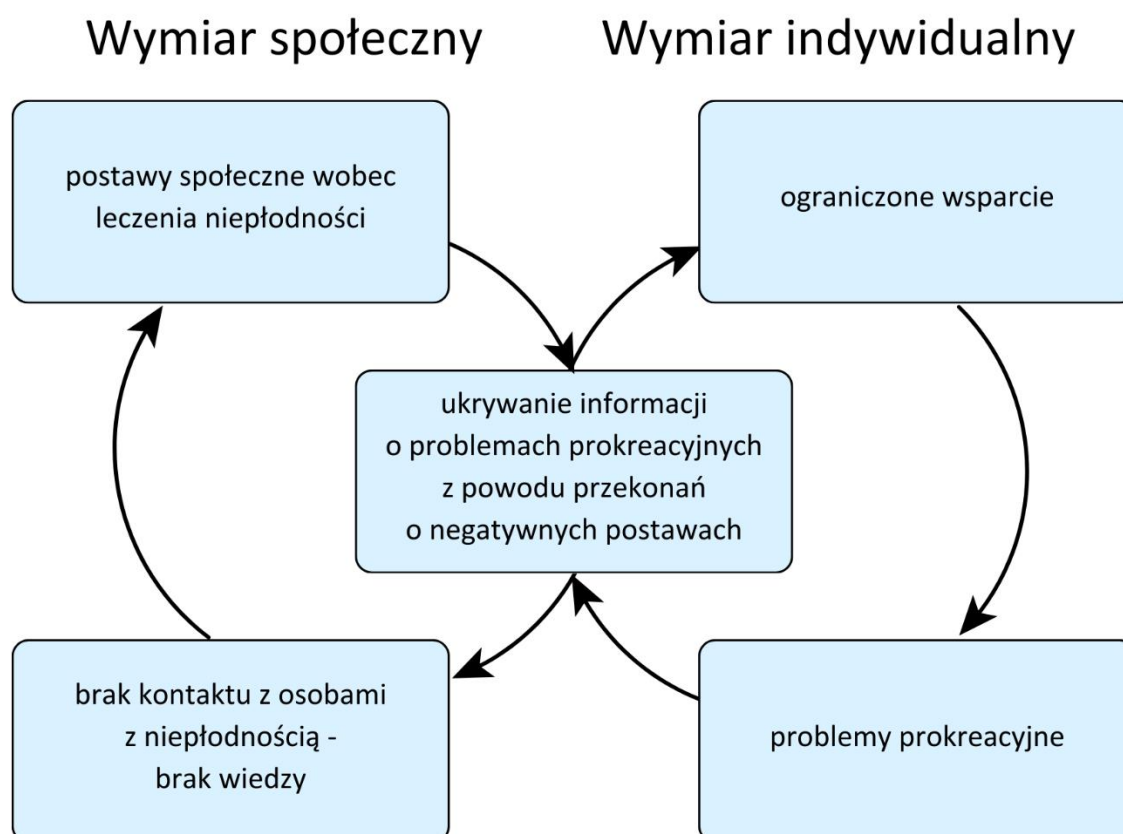 Wymiar społeczny
Wymiar indywidualny
postawy społeczne wobec
leczenia niepłodności
ograniczone wsparcie
ukrywanie informacji
o problemach prokreacyjnych
z powodu przekonań
o negatywnych postawach
brak kontaktu z osobami
z niepłodnością -
brak wiedzy
problemy prokreacyjne